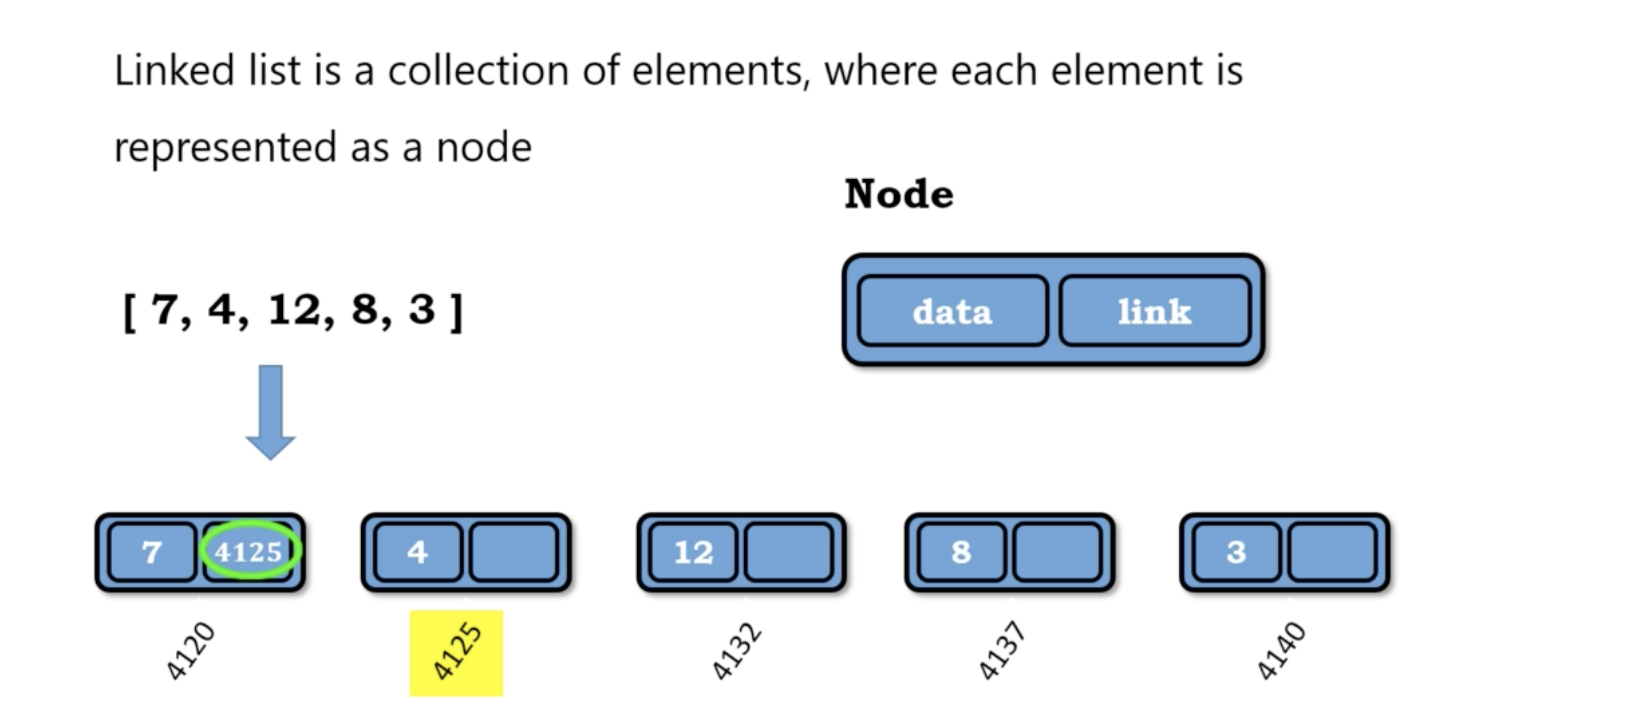 Linked list is a collection of elements, where each element is
represented as a node
Node
[ 7, 4, 12, 8, 3 ]
data link
7 4125 4 12 8 3
4120 4125 4132 4137 4140